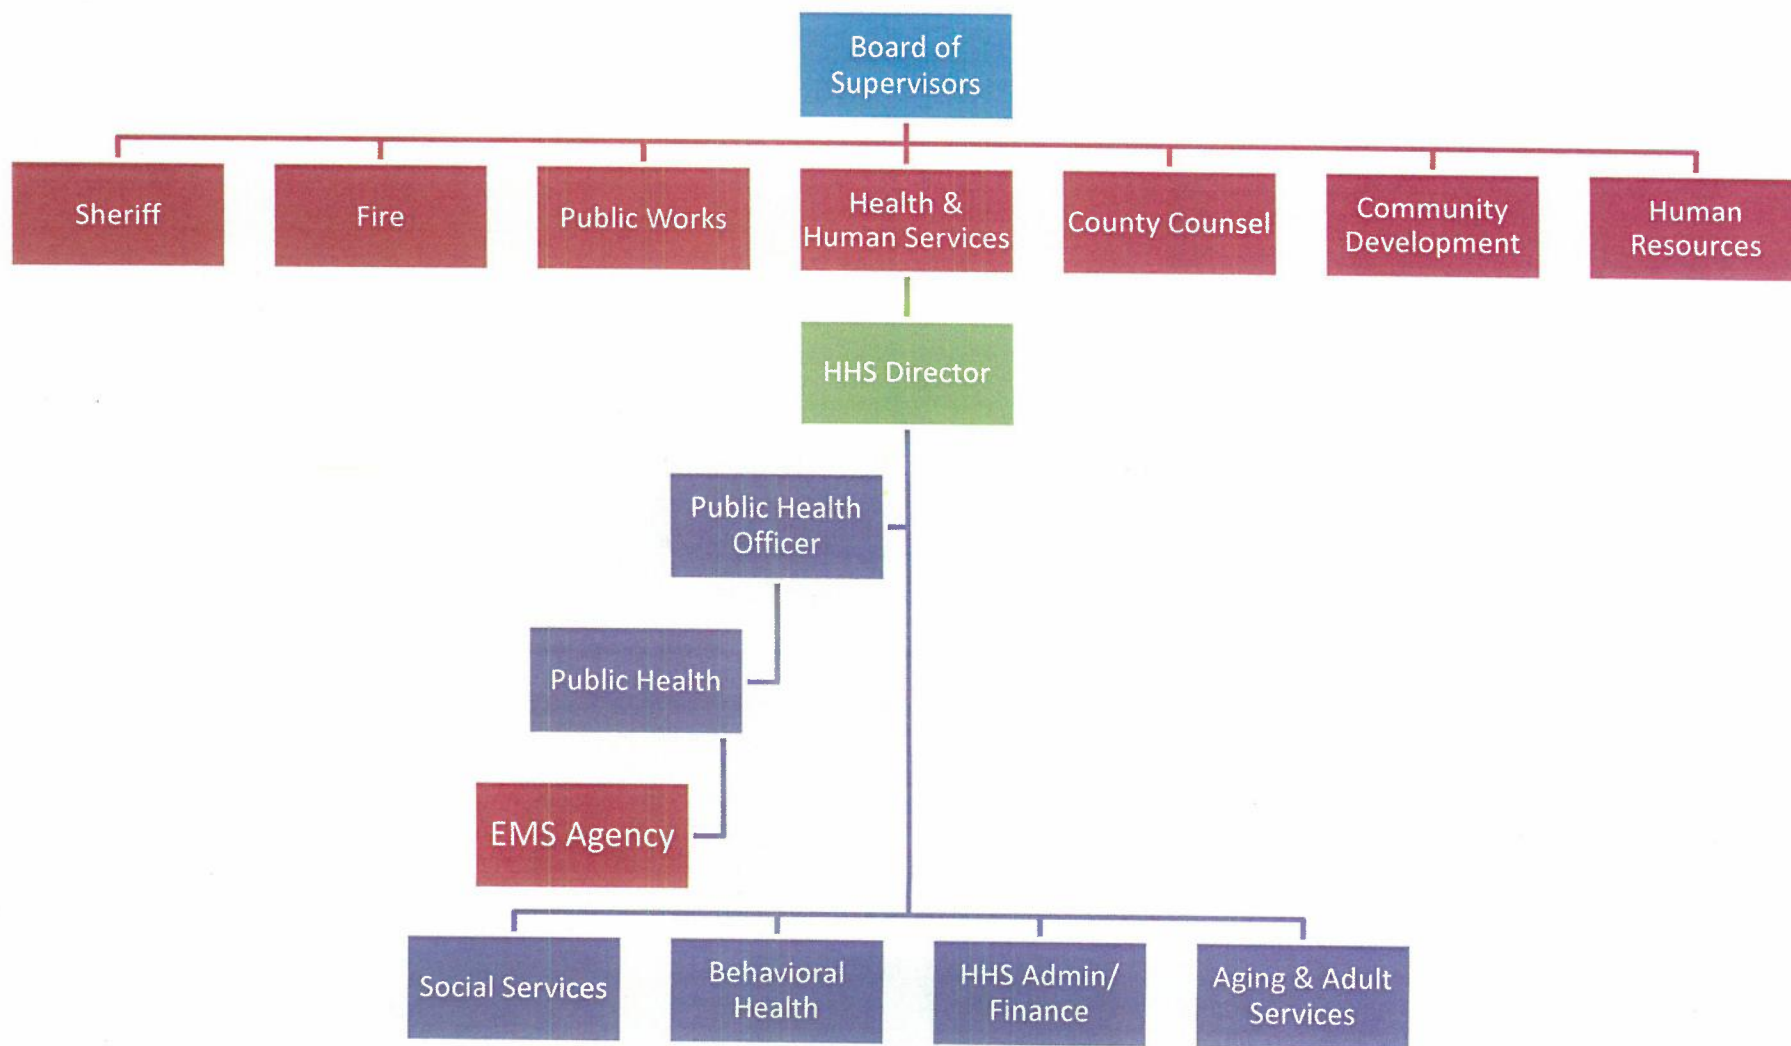 Board of
Supervisors
Sheriff
Fire
Public Works
Health &
Human Services
County Counsel
Community
Development
Human
Resources
HHS Director
Public Health
Officer
Public Health
EMS Agency
Social Services
Behavioral
Health
HHS Admin/
Finance
Aging & Adult
Services